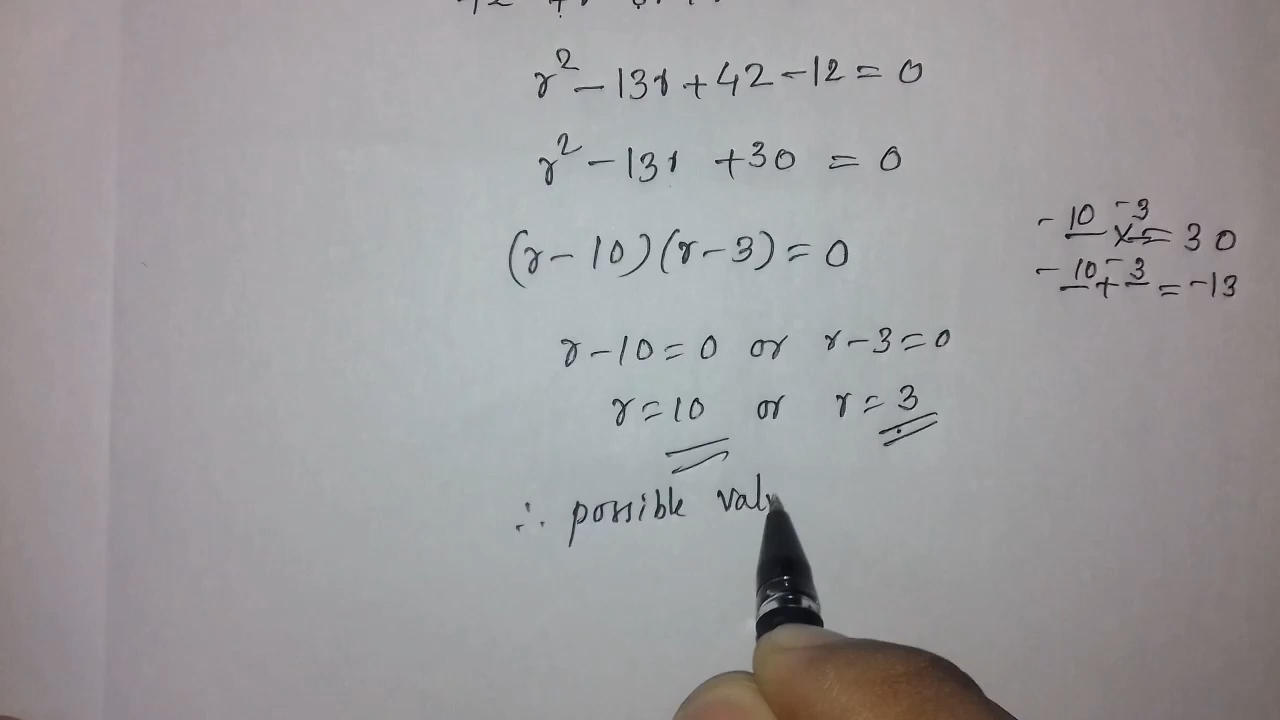 r² - 13r + 42 - 12 = 0
r² - 13r + 30 = 0
(r - 10)(r - 3) = 0
-10 × -3 = 30
-10 + -3 = -13
r - 10 = 0 or r - 3 = 0
r = 10 or r = 3
∴ possible valu